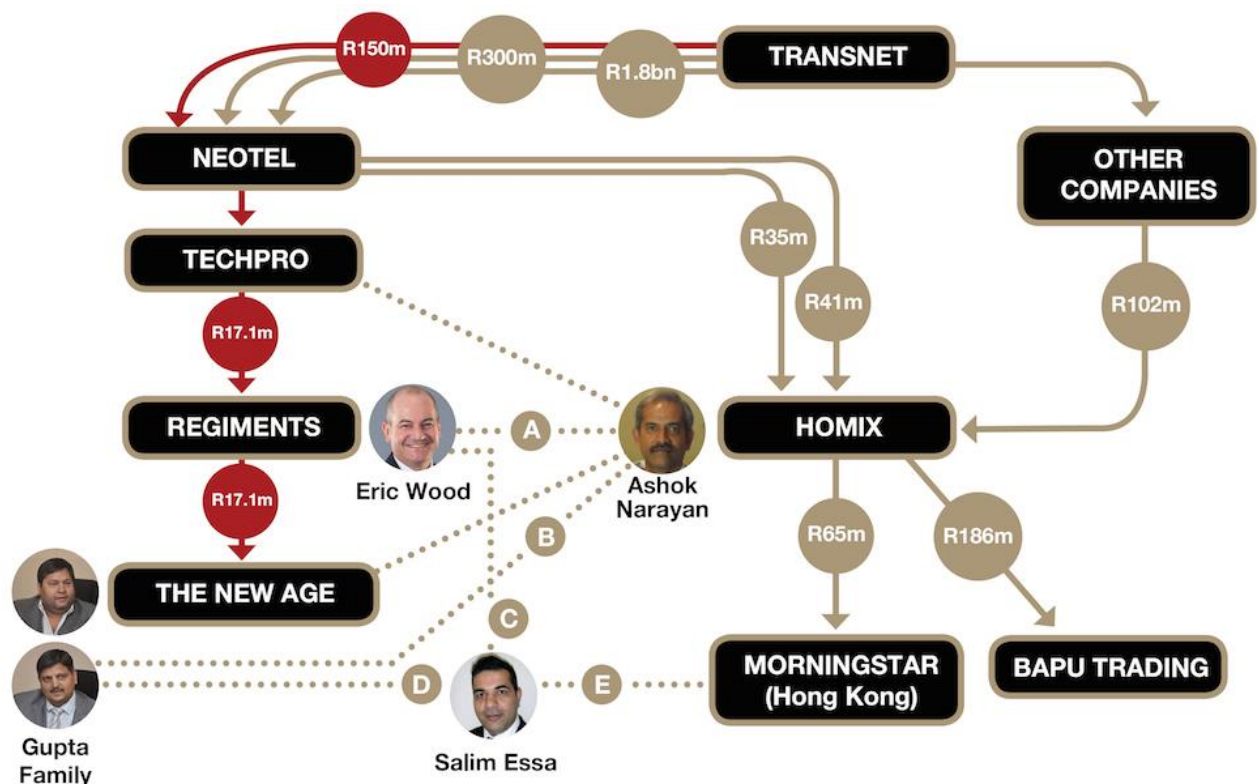 R150m
R300m
R1.8bn
TRANSNET
NEOTEL
OTHER
COMPANIES
TECHPRO
R35m
R41m
R102m
R17.1m
REGIMENTS
A
HOMIX
Eric Wood
Ashok
Narayan
R17.1m
B
R65m
R186m
THE NEW AGE
C
D
E
MORNINGSTAR
(Hong Kong)
BAPU TRADING
Gupta
Family
Salim Essa